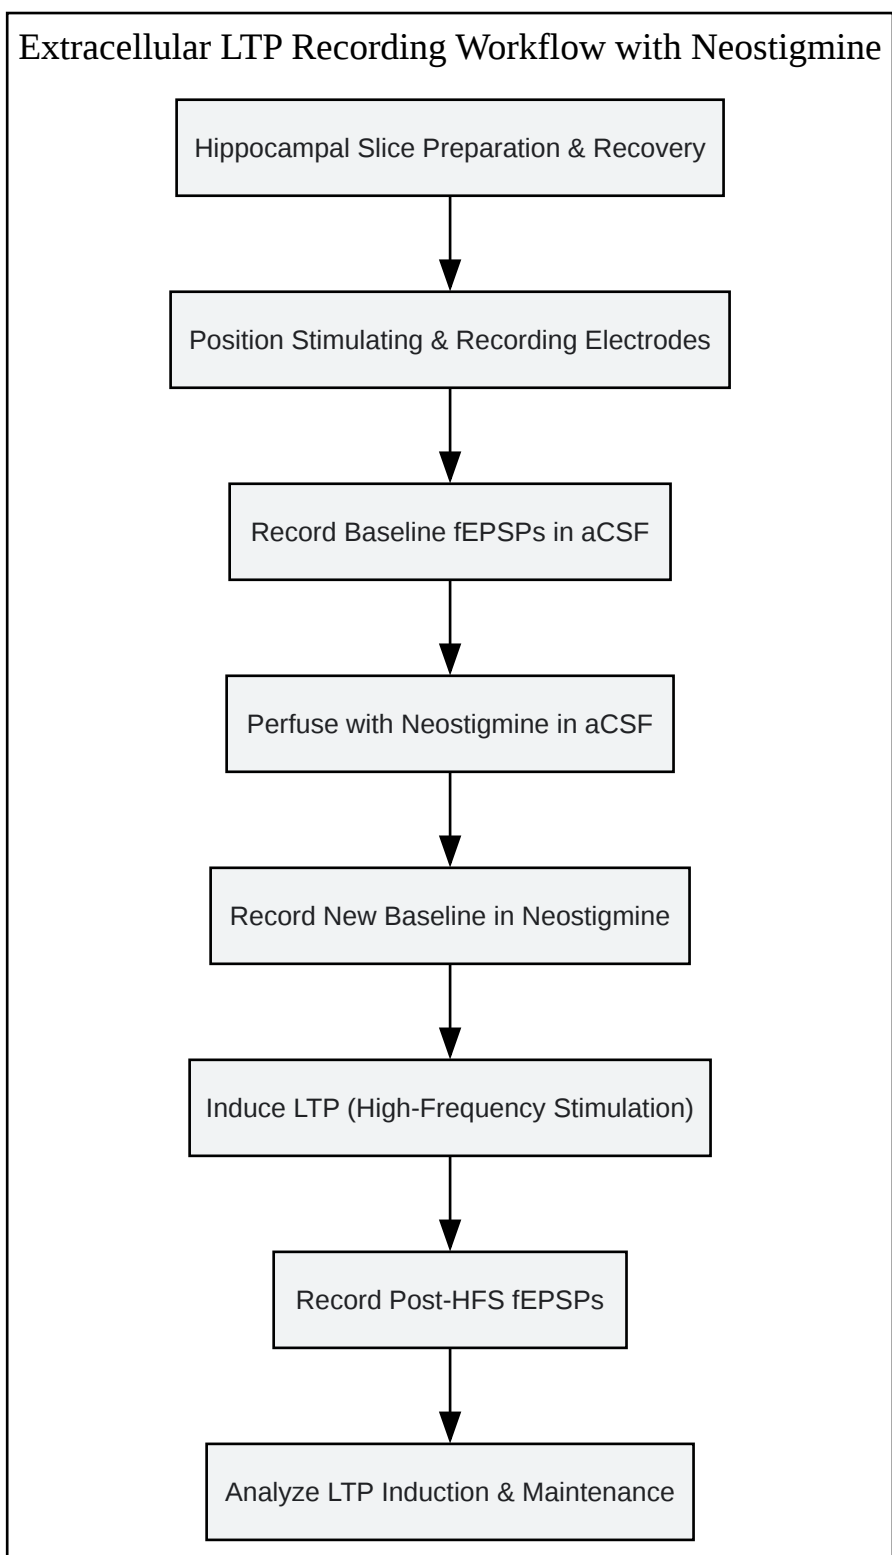 Extracellular LTP Recording Workflow with Neostigmine
Hippocampal Slice Preparation & Recovery
Position Stimulating & Recording Electrodes
Record Baseline fEPSPs in aCSF
Perfuse with Neostigmine in aCSF
Record New Baseline in Neostigmine
Induce LTP (High-Frequency Stimulation)
Record Post-HFS fEPSPs
Analyze LTP Induction & Maintenance